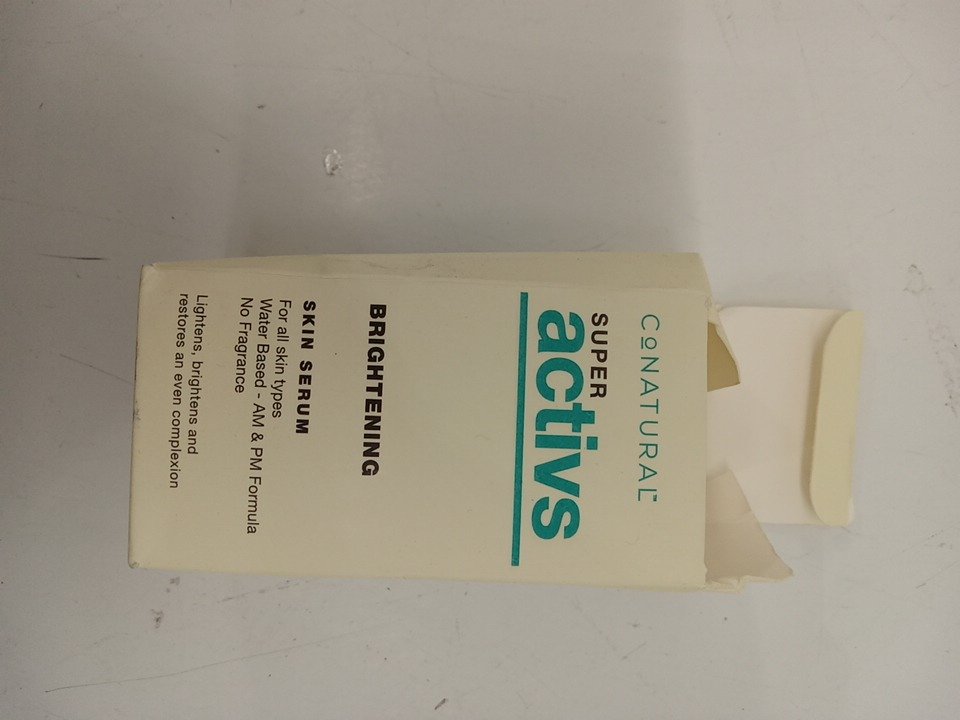 CONATURAL™
SUPER
activs
BRIGHTENING
SKIN SERUM
For all skin types
Water Based - AM & PM Formula
No Fragrance
Lightens, brightens and
restores an even complexion